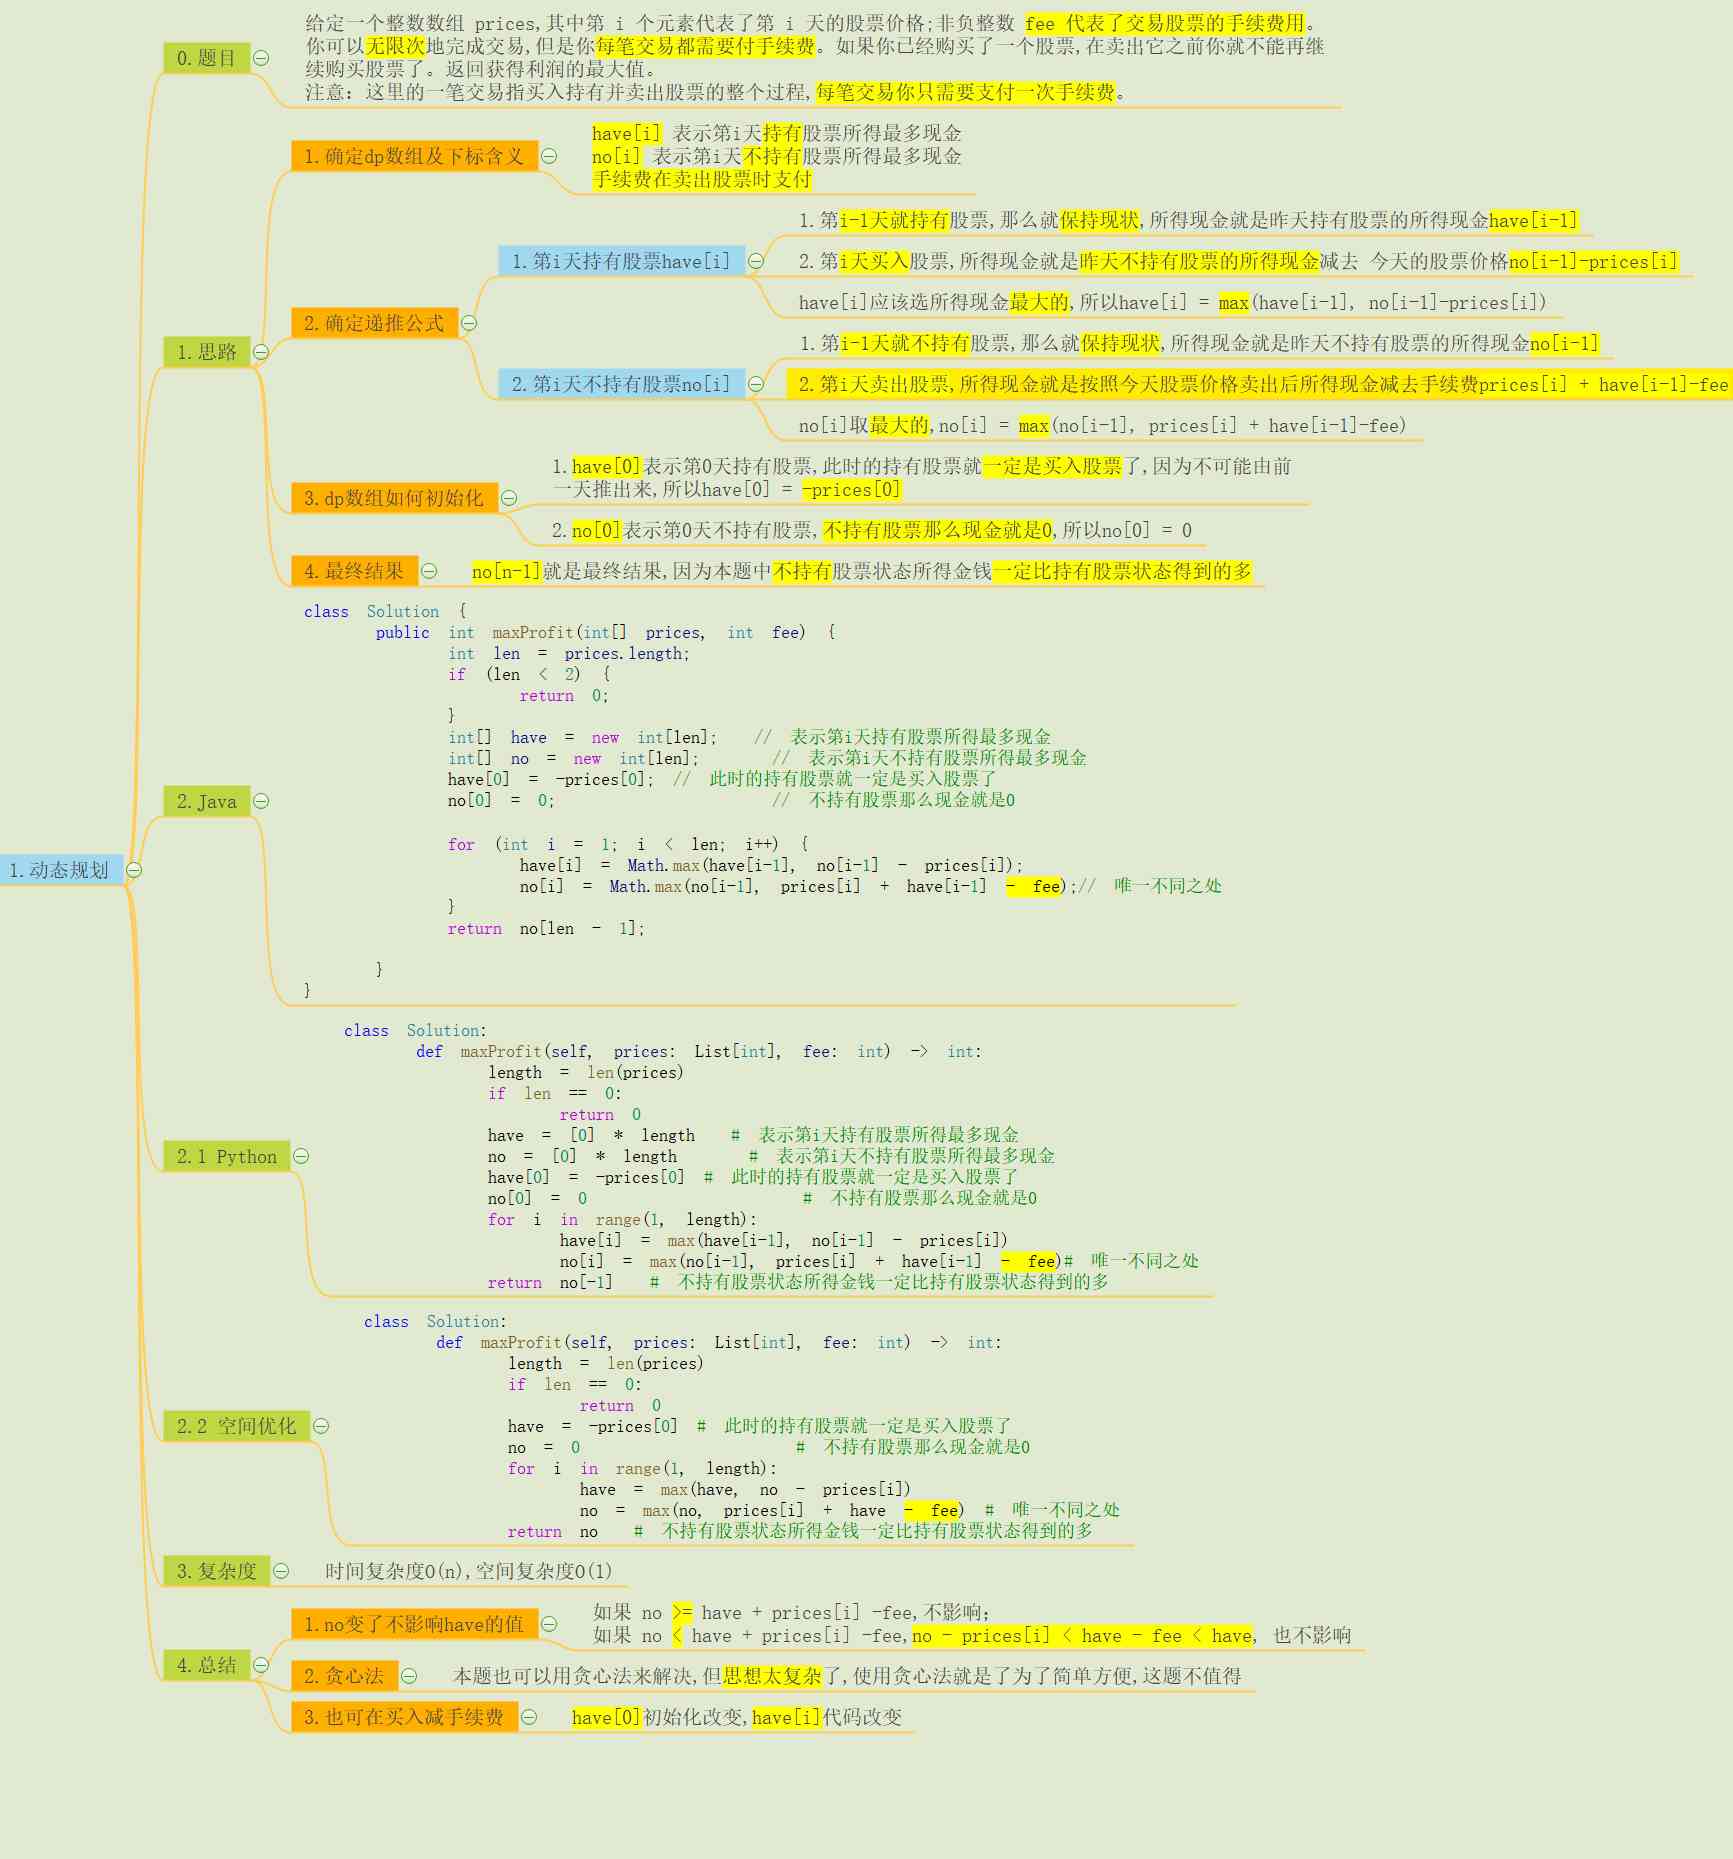 1.动态规划
0.题目
给定一个整数数组 prices,其中第 i 个元素代表了第 i 天的股票价格;非负整数 fee 代表了交易股票的手续费用。
你可以无限次地完成交易,但是你每笔交易都需要付手续费。如果你已经购买了一个股票,在卖出它之前你就不能再继
续购买股票了。返回获得利润的最大值。
注意：这里的一笔交易指买入持有并卖出股票的整个过程,每笔交易你只需要支付一次手续费。
1.思路
1.确定dp数组及下标含义
have[i] 表示第i天持有股票所得最多现金
no[i] 表示第i天不持有股票所得最多现金
手续费在卖出股票时支付
2.确定递推公式
1.第i天持有股票have[i]
1.第i-1天就持有股票,那么就保持现状,所得现金就是昨天持有股票的所得现金have[i-1]
2.第i天买入股票,所得现金就是昨天不持有股票的所得现金减去 今天的股票价格no[i-1]-prices[i]
have[i]应该选所得现金最大的,所以have[i] = max(have[i-1], no[i-1]-prices[i])
2.第i天不持有股票no[i]
1.第i-1天就不持有股票,那么就保持现状,所得现金就是昨天不持有股票的所得现金no[i-1]
2.第i天卖出股票,所得现金就是按照今天股票价格卖出后所得现金减去手续费prices[i] + have[i-1]-fee
no[i]取最大的,no[i] = max(no[i-1], prices[i] + have[i-1]-fee)
3.dp数组如何初始化
1.have[0]表示第0天持有股票,此时的持有股票就一定是买入股票了,因为不可能由前
一天推出来,所以have[0] = -prices[0]
2.no[0]表示第0天不持有股票,不持有股票那么现金就是0,所以no[0] = 0
4.最终结果
no[n-1]就是最终结果,因为本题中不持有股票状态所得金钱一定比持有股票状态得到的多
2.Java
class Solution {
public int maxProfit(int[] prices, int fee) {
int len = prices.length;
if (len < 2) {
return 0;
}
int[] have = new int[len]; // 表示第i天持有股票所得最多现金
int[] no = new int[len]; // 表示第i天不持有股票所得最多现金
have[0] = -prices[0]; // 此时的持有股票就一定是买入股票了
no[0] = 0; // 不持有股票那么现金就是0
for (int i = 1; i < len; i++) {
have[i] = Math.max(have[i-1], no[i-1] - prices[i]);
no[i] = Math.max(no[i-1], prices[i] + have[i-1] - fee);// 唯一不同之处
}
return no[len - 1];
}
}
2.1 Python
class Solution:
def maxProfit(self, prices: List[int], fee: int) -> int:
length = len(prices)
if len == 0:
return 0
have = [0] * length # 表示第i天持有股票所得最多现金
no = [0] * length # 表示第i天不持有股票所得最多现金
have[0] = -prices[0] # 此时的持有股票就一定是买入股票了
no[0] = 0 # 不持有股票那么现金就是0
for i in range(1, length):
have[i] = max(have[i-1], no[i-1] - prices[i])
no[i] = max(no[i-1], prices[i] + have[i-1] - fee)# 唯一不同之处
return no[-1] # 不持有股票状态所得金钱一定比持有股票状态得到的多
2.2 空间优化
class Solution:
def maxProfit(self, prices: List[int], fee: int) -> int:
length = len(prices)
if len == 0:
return 0
have = -prices[0] # 此时的持有股票就一定是买入股票了
no = 0 # 不持有股票那么现金就是0
for i in range(1, length):
have = max(have, no - prices[i])
no = max(no, prices[i] + have - fee) # 唯一不同之处
return no # 不持有股票状态所得金钱一定比持有股票状态得到的多
3.复杂度
时间复杂度O(n),空间复杂度O(1)
4.总结
1.no变了不影响have的值
如果 no >= have + prices[i] -fee,不影响;
如果 no < have + prices[i] -fee,no - prices[i] < have - fee < have, 也不影响
2.贪心法
本题也可以用贪心法来解决,但思想太复杂了,使用贪心法就是了为了简单方便,这题不值得
3.也可在买入减手续费
have[0]初始化改变,have[i]代码改变